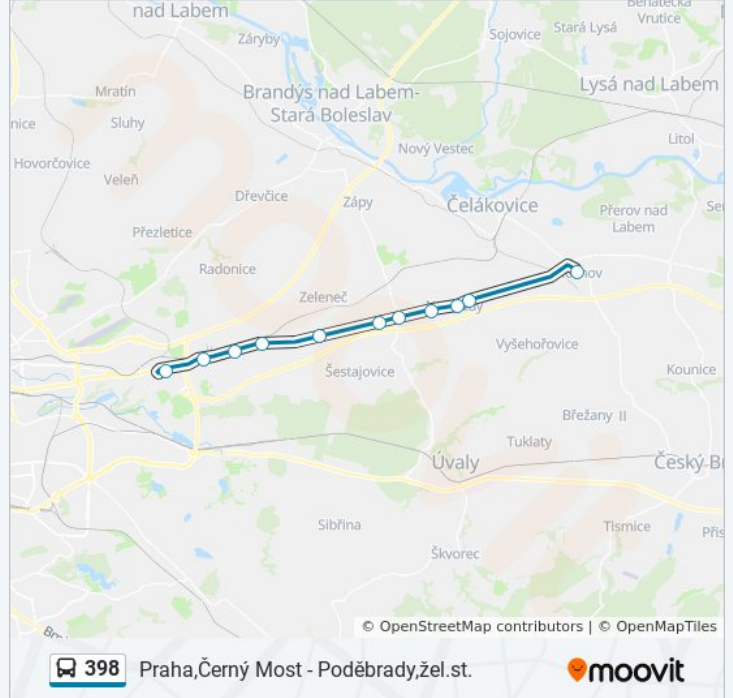 nad Labem
Benátecká
Vrutice
Stará Lysá
Sojovice
Záryby
Mratín
Brandýs nad Labem-
Stará Boleslav
Lysá nad Labem
Sluhy
nice
Litol
Nový Vestec
Hovorčovice
Veleň
Dřevčice
Zápy
Čelákovice
Přerov nad
Labem
Přezletice
Radonice
Zeleneč
Vyšehořovice
Šestajovice
Kounice
Břežany II
Tuklaty
Úvaly
Český B
Sibřina
Tismice
Škvorec
© OpenStreetMap contributors | © OpenMapTiles
398 Praha,Černý Most - Poděbrady,žel.st.
moovit